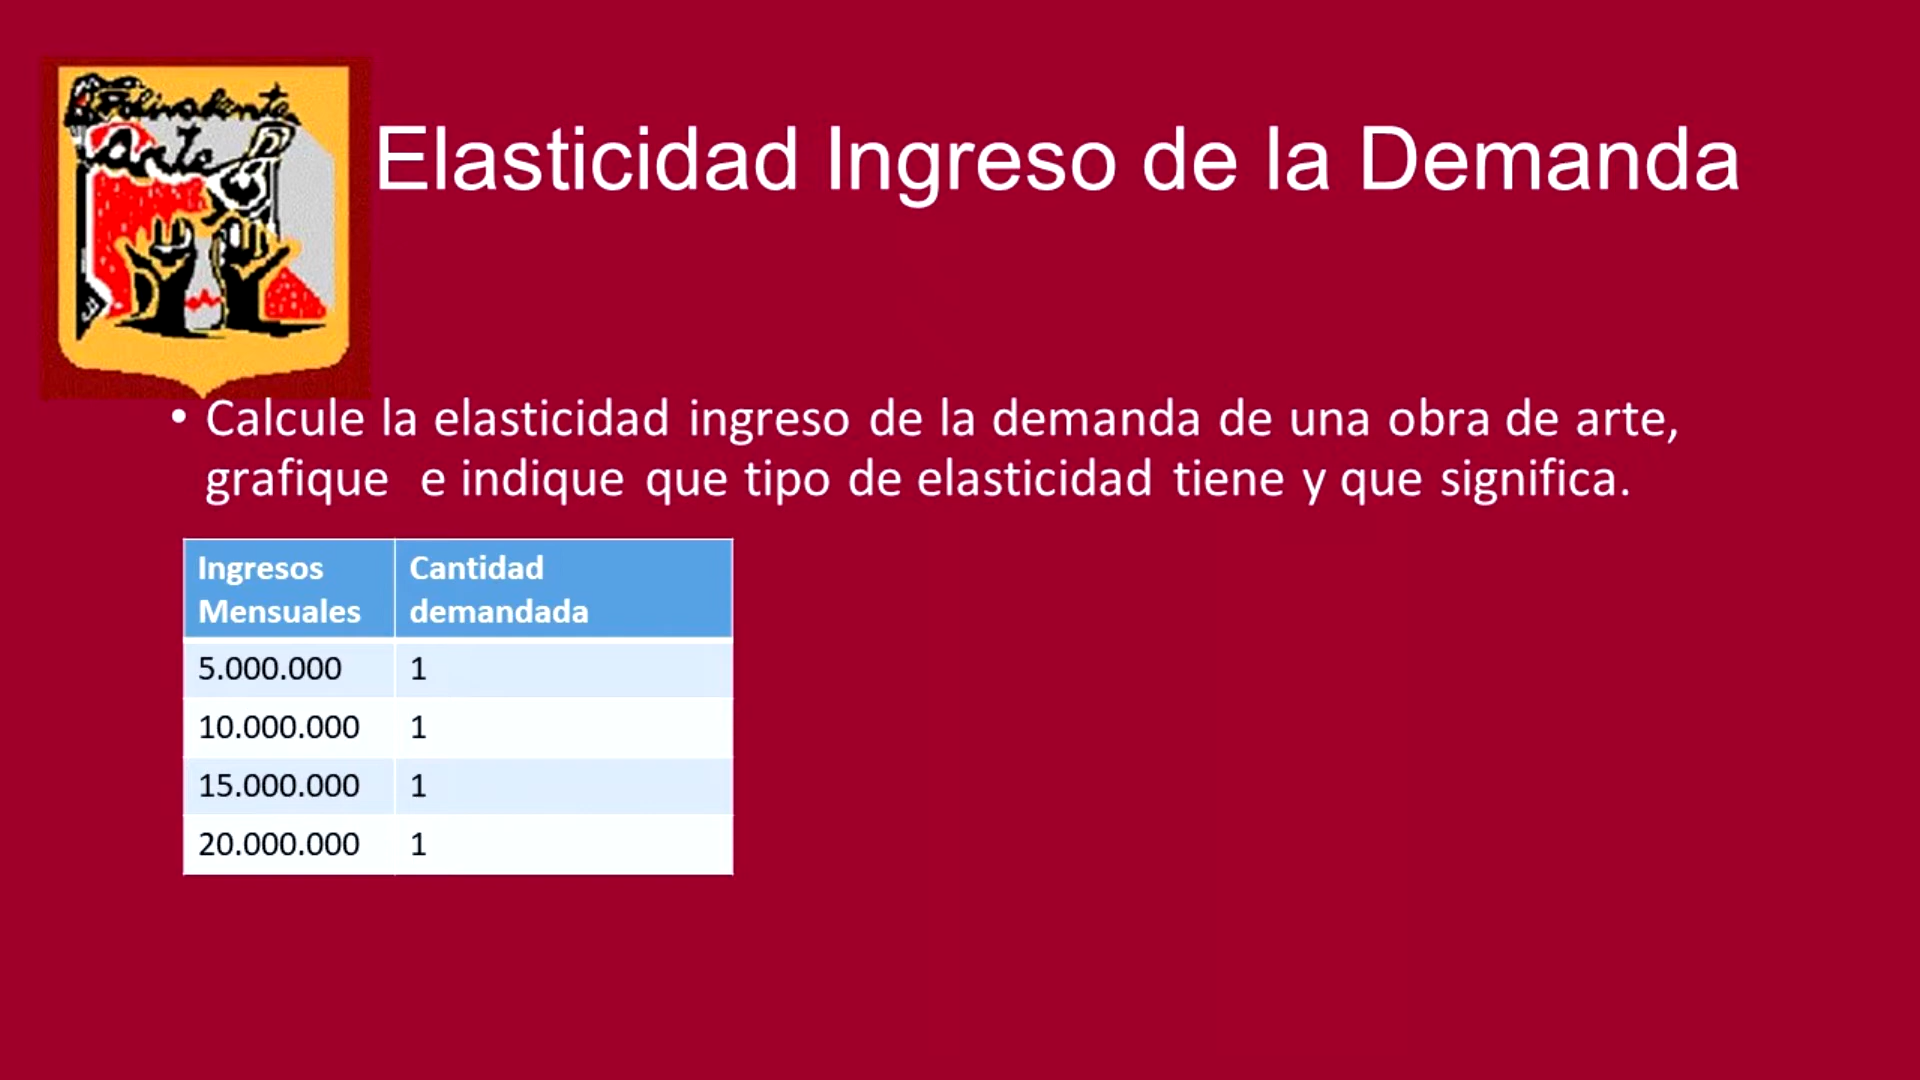 Polivalente
Arte
Elasticidad Ingreso de la Demanda
• Calcule la elasticidad ingreso de la demanda de una obra de arte,
grafique e indique que tipo de elasticidad tiene y que significa.
Ingresos
Mensuales
Cantidad
demandada
5.000.000 1
10.000.000 1
15.000.000 1
20.000.000 1